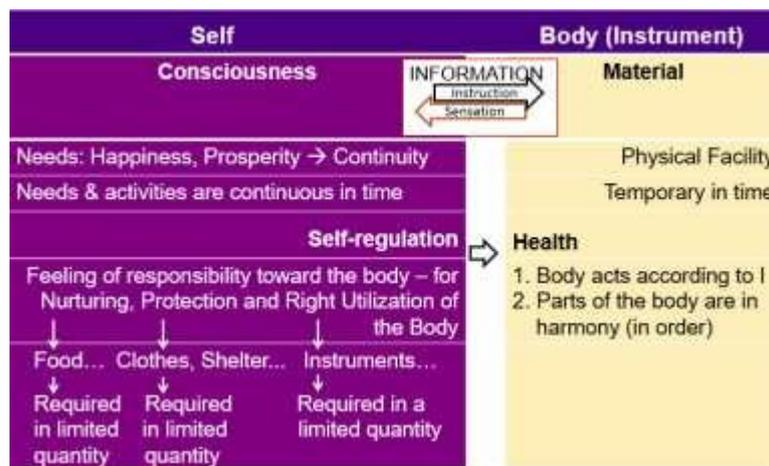 Self
Body (Instrument)
Consciousness
INFORMATION
Instruction
Sensation
Material
Needs: Happiness, Prosperity → Continuity
Physical Facility
Needs & activities are continuous in time
Temporary in time
Self-regulation
Health
Feeling of responsibility toward the body – for
Nurturing, Protection and Right Utilization of
the Body
1. Body acts according to I
2. Parts of the body are in
harmony (in order)
Food… Clothes, Shelter... Instruments…
Required
in limited
quantity
Required
in limited
quantity
Required in a
limited quantity